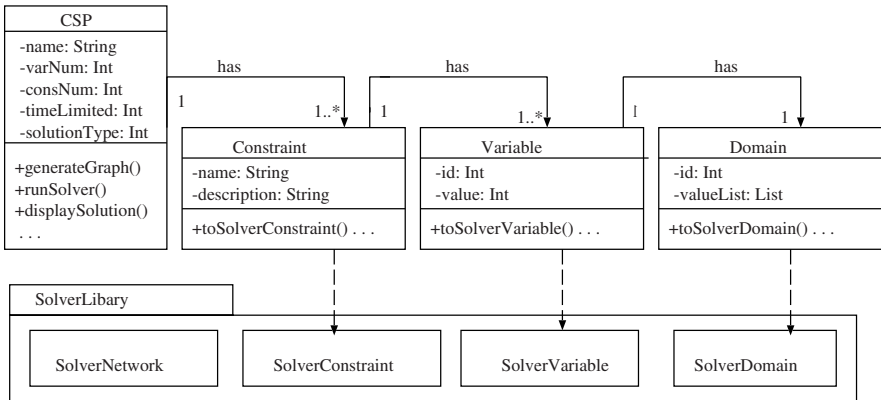 CSP
-name: String
-varNum: Int
-consNum: Int
-timeLimited: Int
-solutionType: Int
+generateGraph()
+runSolver()
+displaySolution()
. . .
has
1
1..*
Constraint
-name: String
-description: String
+toSolverConstraint() . . .
has
1
1..*
Variable
-id: Int
-value: Int
+toSolverVariable() . . .
has
1
1
Domain
-id: Int
-valueList: List
+toSolverDomain() . . .
SolverLibary
SolverNetwork
SolverConstraint
SolverVariable
SolverDomain